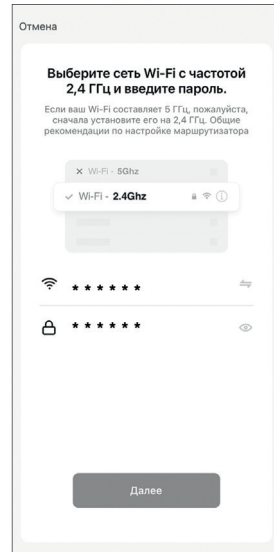 Отмена
Выберите сеть Wi-Fi с частотой
2,4 ГГц и введите пароль.
Если ваш Wi-Fi составляет 5 ГГц, пожалуйста,
сначала установите его на 2,4 ГГц. Общие
рекомендации по настройке маршрутизатора
Wi-Fi - 5Ghz
Wi-Fi - 2.4Ghz
* * * * * *
* * * * * *
Далее